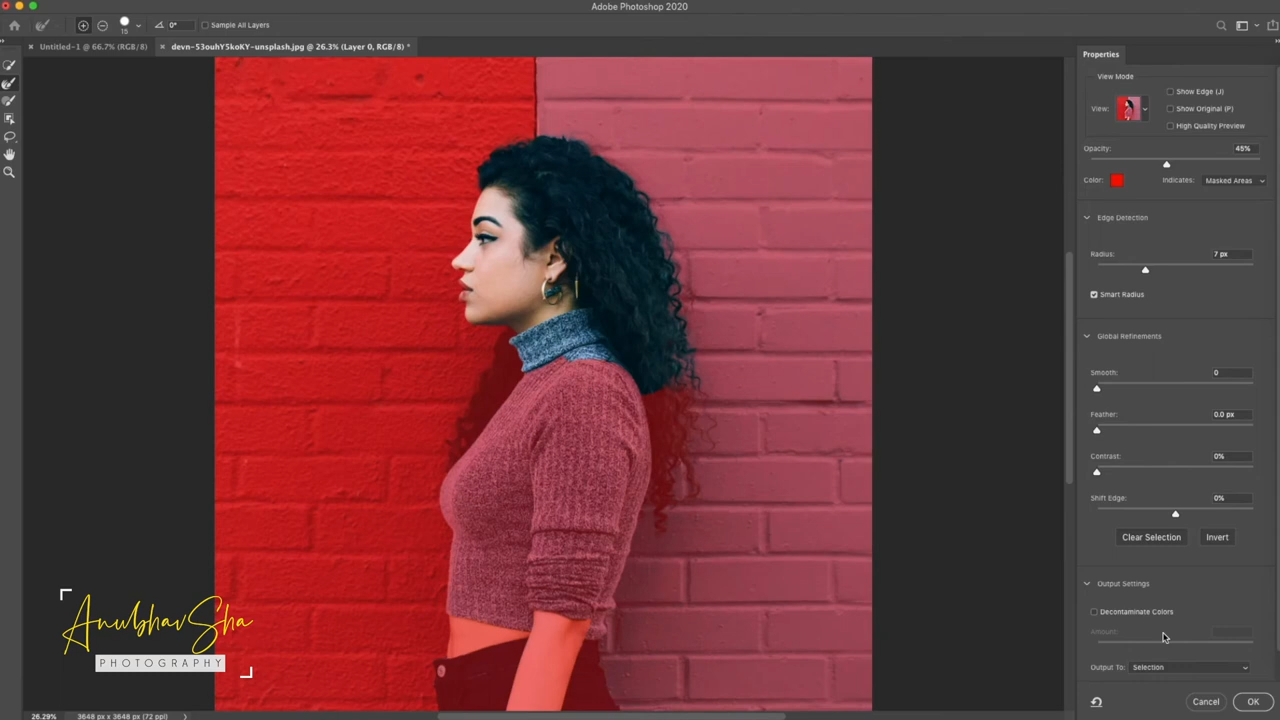 Adobe Photoshop 2020
15
0°
Sample All Layers
Untitled-1 @ 66.7% (RGB/8)
devn-53ouhY5koKY-unsplash.jpg @ 26.3% (Layer 0, RGB/8) *
Properties
View Mode
View:
Show Edge (J)
Show Original (P)
High Quality Preview
Opacity: 45%
Color:
Indicates: Masked Areas
Edge Detection
Radius: 7 px
Smart Radius
Global Refinements
Smooth: 0
Feather: 0.0 px
Contrast: 0%
Shift Edge: 0%
Clear Selection
Invert
Output Settings
Decontaminate Colors
Amount:
Output To: Selection
Cancel
OK
AnubhavSha
PHOTOGRAPHY
26.29%
3648 px x 3648 px (72 ppi)